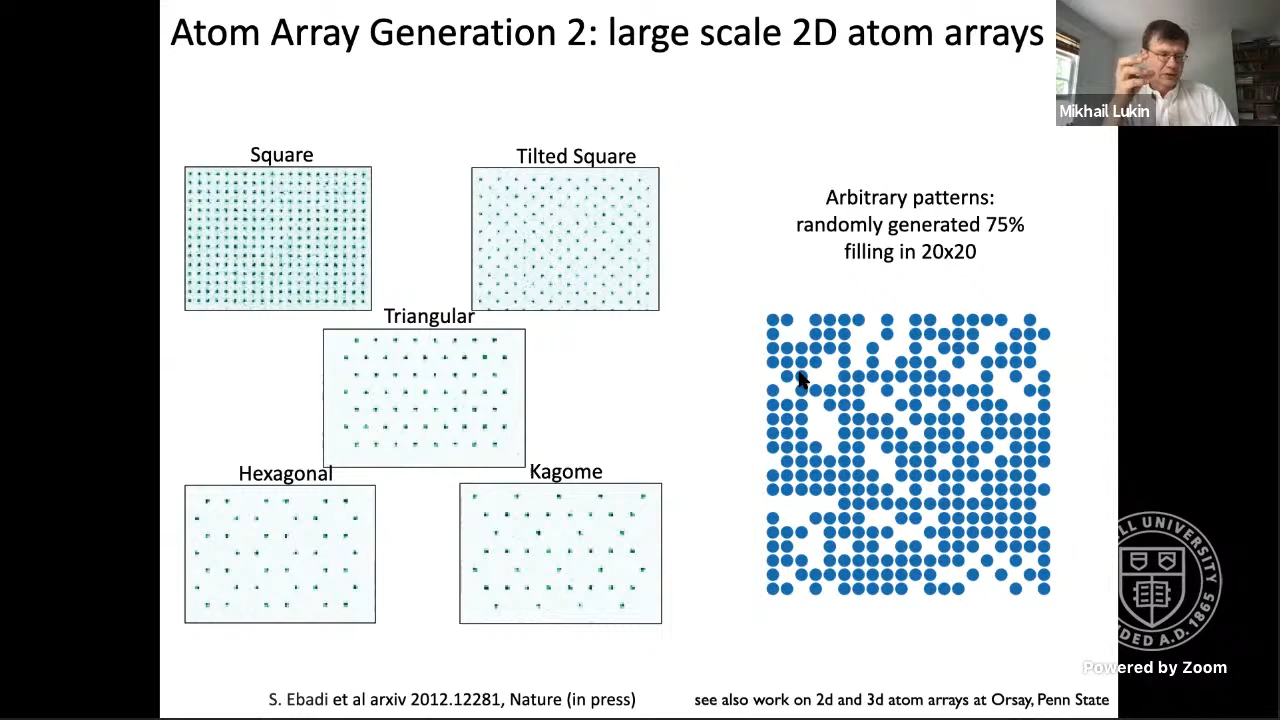 Atom Array Generation 2: large scale 2D atom arrays
Mikhail Lukin
Square
Tilted Square
Arbitrary patterns:
randomly generated 75%
filling in 20x20
Triangular
Hexagonal
Kagome
S. Ebadi et al arxiv 2012.12281, Nature (in press)
see also work on 2d and 3d atom arrays at Orsay, Penn State
UNIVERSITY
A.D. 1865
Powered by Zoom